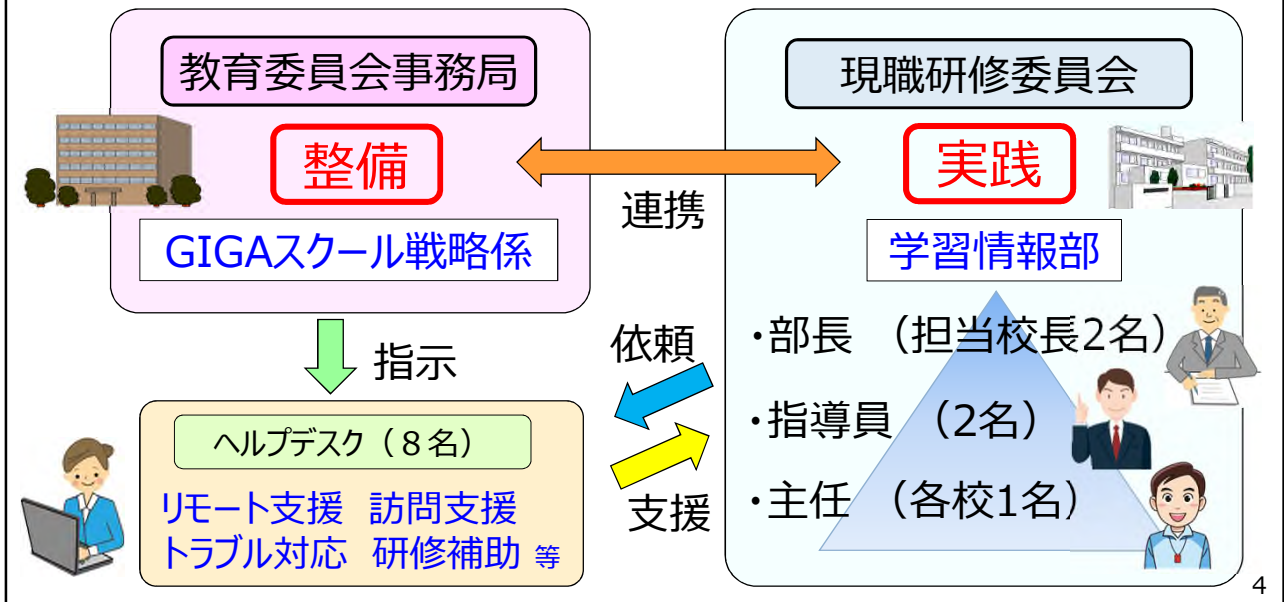 教育委員会事務局
整備
GIGAスクール戦略係
連携
現職研修委員会
実践
学習情報部
・部長 （担当校長2名）
・指導員 （2名）
・主任 （各校1名）
指示
依頼
支援
ヘルプデスク（８名）
リモート支援 訪問支援
トラブル対応 研修補助 等
4